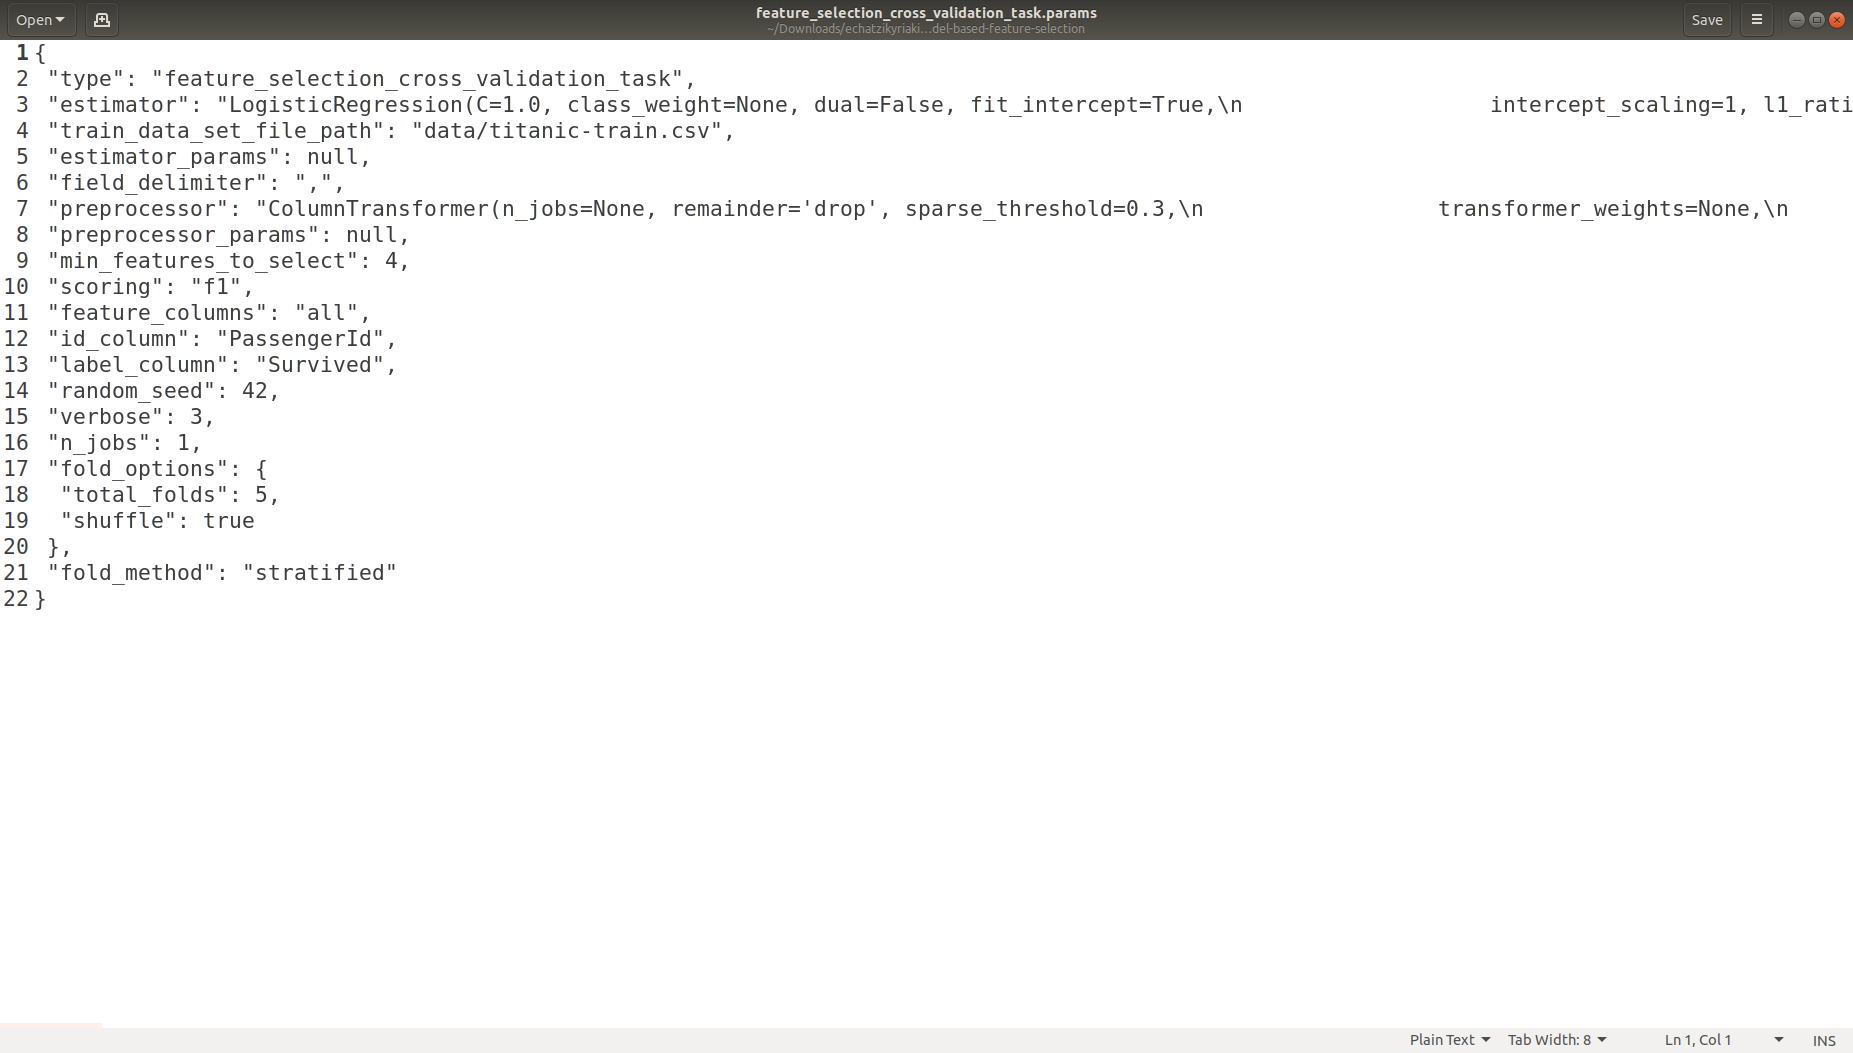 Open
feature_selection_cross_validation_task.params
~/Downloads/echatzikyriaki...del-based-feature-selection
Save
1 {
2 "type": "feature_selection_cross_validation_task",
3 "estimator": "LogisticRegression(C=1.0, class_weight=None, dual=False, fit_intercept=True,\n                   intercept_scaling=1, l1_rati
4 "train_data_set_file_path": "data/titanic-train.csv",
5 "estimator_params": null,
6 "field_delimiter": ",",
7 "preprocessor": "ColumnTransformer(n_jobs=None, remainder='drop', sparse_threshold=0.3,\n                  transformer_weights=None,\n
8 "preprocessor_params": null,
9 "min_features_to_select": 4,
10 "scoring": "f1",
11 "feature_columns": "all",
12 "id_column": "PassengerId",
13 "label_column": "Survived",
14 "random_seed": 42,
15 "verbose": 3,
16 "n_jobs": 1,
17 "fold_options": {
18  "total_folds": 5,
19  "shuffle": true
20 },
21 "fold_method": "stratified"
22 }
Plain Text Tab Width: 8 Ln 1, Col 1 INS